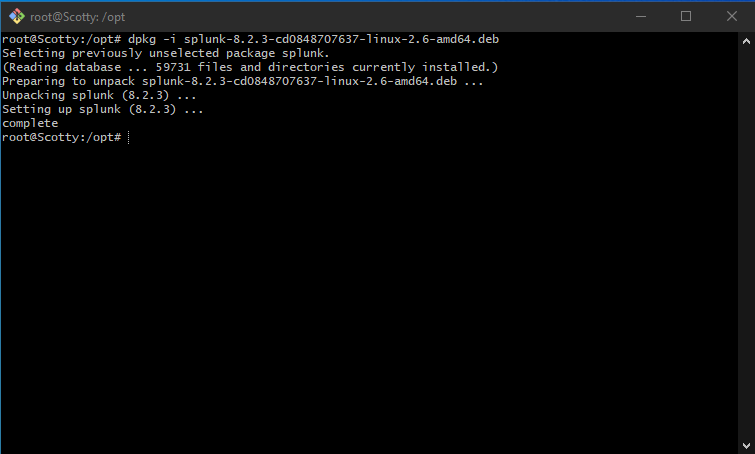 root@Scotty: /opt
root@Scotty:/opt# dpkg -i splunk-8.2.3-cd0848707637-linux-2.6-amd64.deb
Selecting previously unselected package splunk.
(Reading database ... 59731 files and directories currently installed.)
Preparing to unpack splunk-8.2.3-cd0848707637-linux-2.6-amd64.deb ...
Unpacking splunk (8.2.3) ...
Setting up splunk (8.2.3) ...
complete
root@Scotty:/opt#